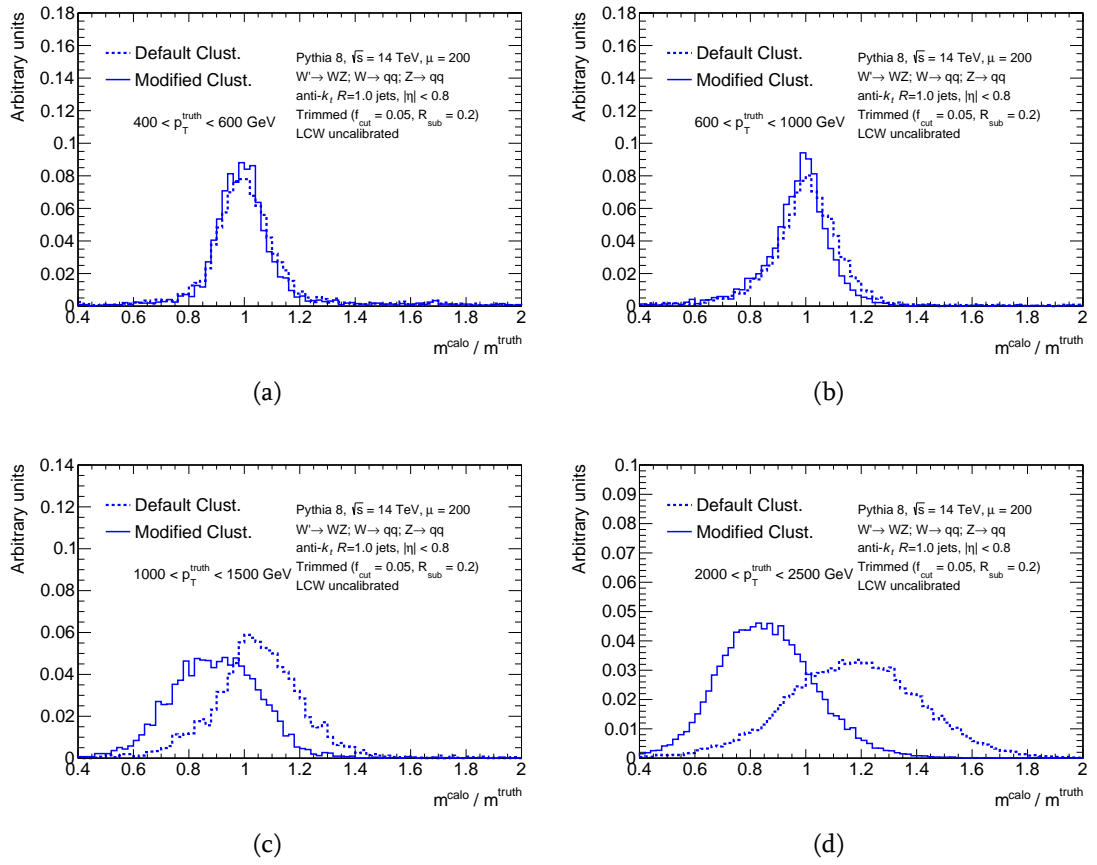 Arbitrary units
0.18
0.16
0.14
0.12
0.1
0.08
0.06
0.04
0.02
0
0.4 0.6 0.8 1 1.2 1.4 1.6 1.8 2
m^calo / m^truth
Default Clust.
Modified Clust.
400 < p_T^truth < 600 GeV
Pythia 8, √s = 14 TeV, μ = 200
W'→ WZ; W→ qq; Z→ qq
anti-k_t R=1.0 jets, |η| < 0.8
Trimmed (f_cut = 0.05, R_sub = 0.2)
LCW uncalibrated
(a)
Arbitrary units
0.18
0.16
0.14
0.12
0.1
0.08
0.06
0.04
0.02
0
0.4 0.6 0.8 1 1.2 1.4 1.6 1.8 2
m^calo / m^truth
Default Clust.
Modified Clust.
600 < p_T^truth < 1000 GeV
Pythia 8, √s = 14 TeV, μ = 200
W'→ WZ; W→ qq; Z→ qq
anti-k_t R=1.0 jets, |η| < 0.8
Trimmed (f_cut = 0.05, R_sub = 0.2)
LCW uncalibrated
(b)
Arbitrary units
0.14
0.12
0.1
0.08
0.06
0.04
0.02
0
0.4 0.6 0.8 1 1.2 1.4 1.6 1.8 2
m^calo / m^truth
Default Clust.
Modified Clust.
1000 < p_T^truth < 1500 GeV
Pythia 8, √s = 14 TeV, μ = 200
W'→ WZ; W→ qq; Z→ qq
anti-k_t R=1.0 jets, |η| < 0.8
Trimmed (f_cut = 0.05, R_sub = 0.2)
LCW uncalibrated
(c)
Arbitrary units
0.1
0.09
0.08
0.07
0.06
0.05
0.04
0.03
0.02
0.01
0
0.4 0.6 0.8 1 1.2 1.4 1.6 1.8 2
m^calo / m^truth
Default Clust.
Modified Clust.
2000 < p_T^truth < 2500 GeV
Pythia 8, √s = 14 TeV, μ = 200
W'→ WZ; W→ qq; Z→ qq
anti-k_t R=1.0 jets, |η| < 0.8
Trimmed (f_cut = 0.05, R_sub = 0.2)
LCW uncalibrated
(d)